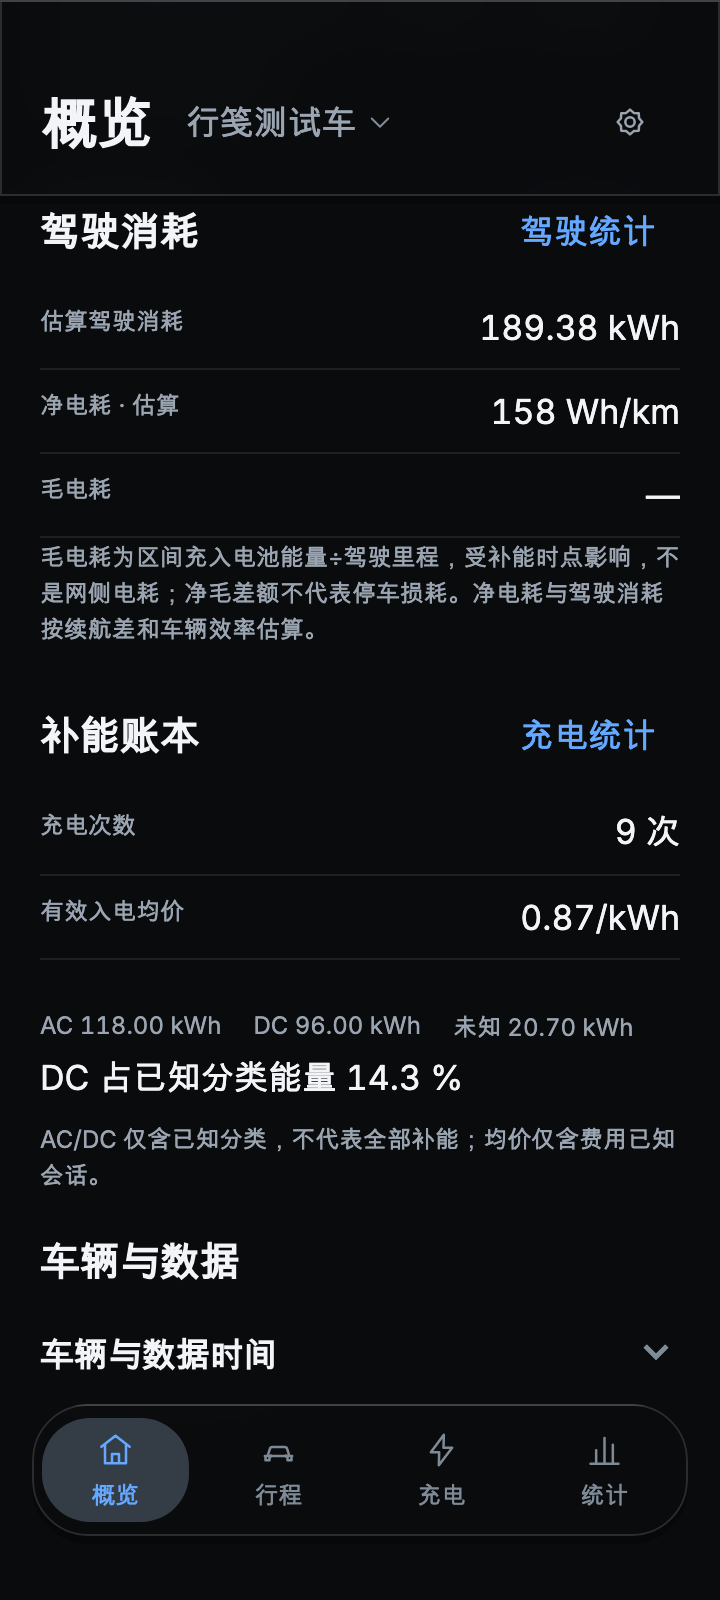 概览 行笺测试车
驾驶消耗 驾驶统计
估算驾驶消耗 189.38 kWh
净电耗 · 估算 158 Wh/km
毛电耗 —
毛电耗为区间充入电池能量÷驾驶里程，受补能时点影响，不
是网侧电耗；净毛差额不代表停车损耗。净电耗与驾驶消耗
按续航差和车辆效率估算。
补能账本 充电统计
充电次数 9 次
有效入电均价 0.87/kWh
AC 118.00 kWh DC 96.00 kWh 未知 20.70 kWh
DC 占已知分类能量 14.3 %
AC/DC 仅含已知分类，不代表全部补能；均价仅含费用已知
会话。
车辆与数据
车辆与数据时间
概览 行程 充电 统计